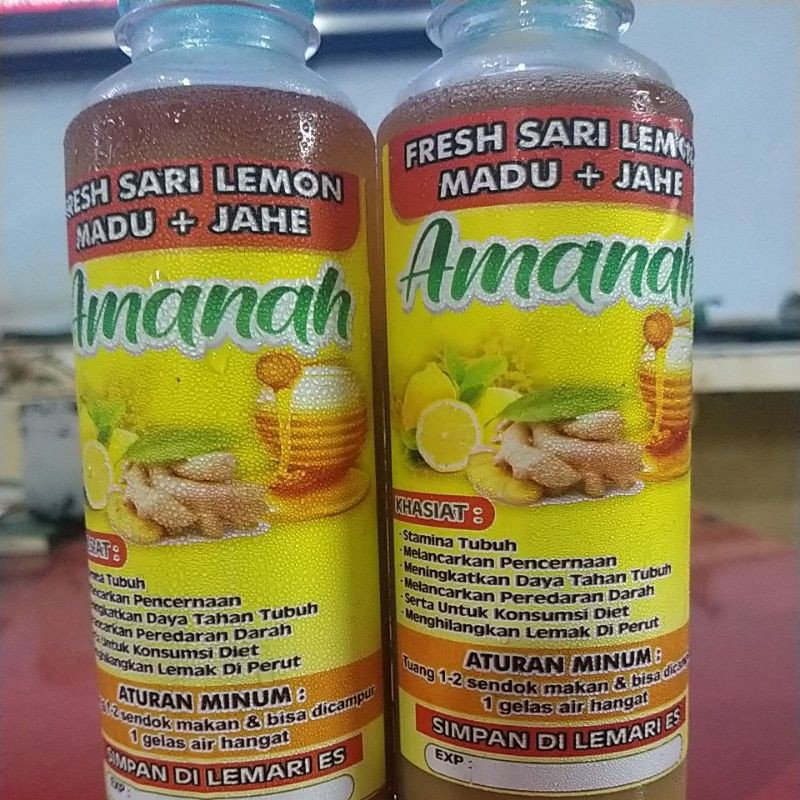 FRESH SARI LEMON
MADU + JAHE
Amanah
Tubuh
Pencernaan
Daya Tahan Tubuh
Peredaran Darah
Untuk Konsumsi Diet
Lemak Di Perut
ATURAN MINUM :
1-2 sendok makan & bisa dicampur
1 gelas air hangat
SIMPAN DI LEMARI ES
EXP :
FRESH SARI LEMON
MADU + JAHE
Amanah
KHASIAT :
- Stamina Tubuh
- Melancarkan Pencernaan
- Meningkatkan Daya Tahan Tubuh
- Melancarkan Peredaran Darah
- Serta Untuk Konsumsi Diet
- Menghilangkan Lemak Di Perut
ATURAN MINUM :
Tuang 1-2 sendok makan & bisa dicampur
1 gelas air hangat
SIMPAN DI LEMARI ES
EXP :